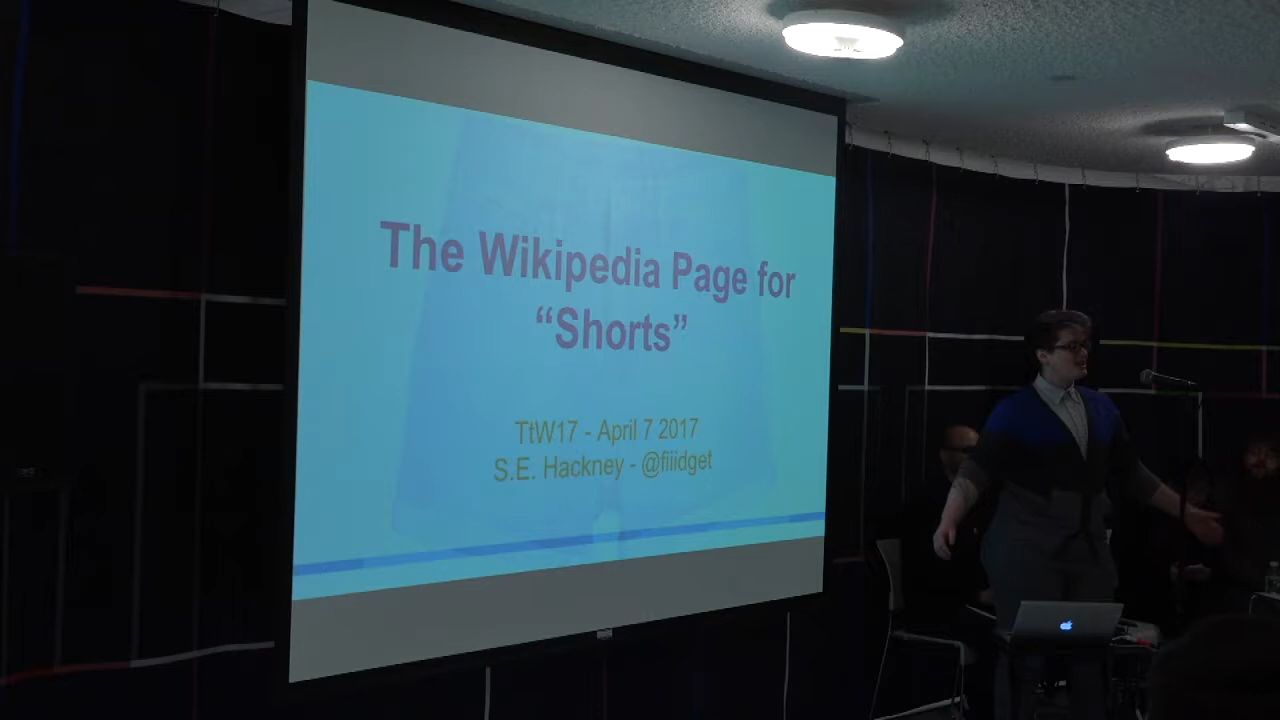 The Wikipedia Page for
“Shorts”
TtW17 - April 7 2017
S.E. Hackney - @fiiidget